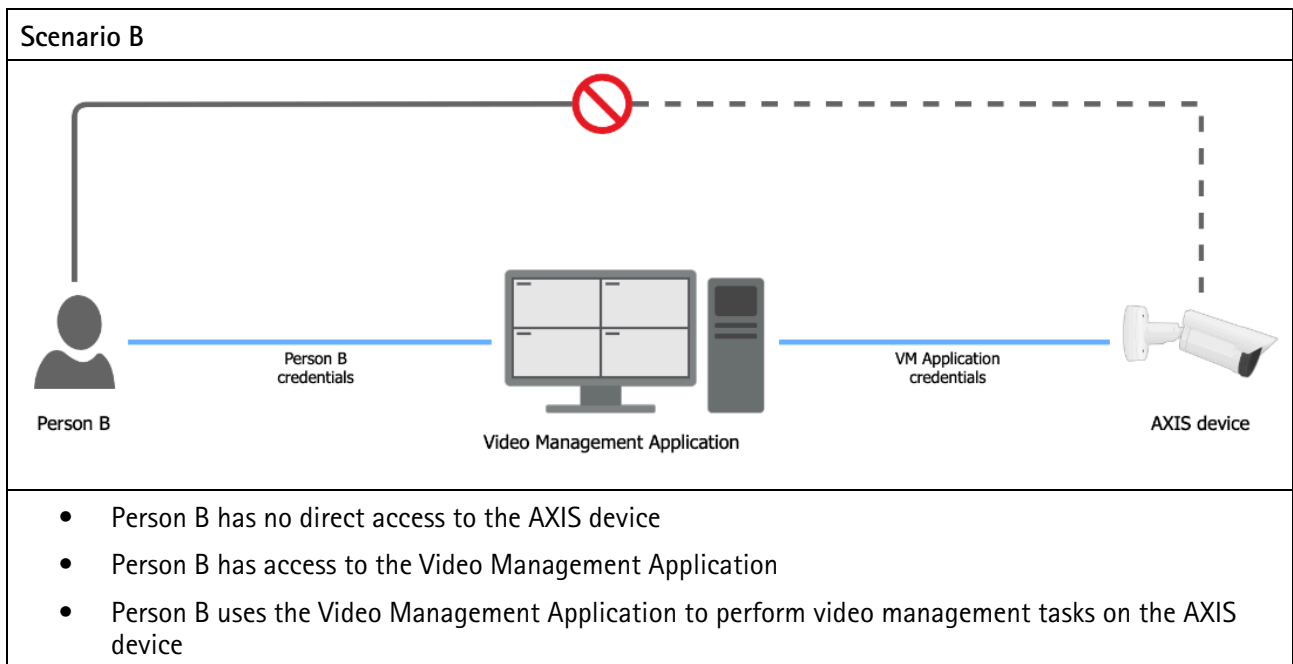 Scenario B
Person B
credentials
VM Application
credentials
Person B
Video Management Application
AXIS device
• Person B has no direct access to the AXIS device
• Person B has access to the Video Management Application
• Person B uses the Video Management Application to perform video management tasks on the AXIS
device